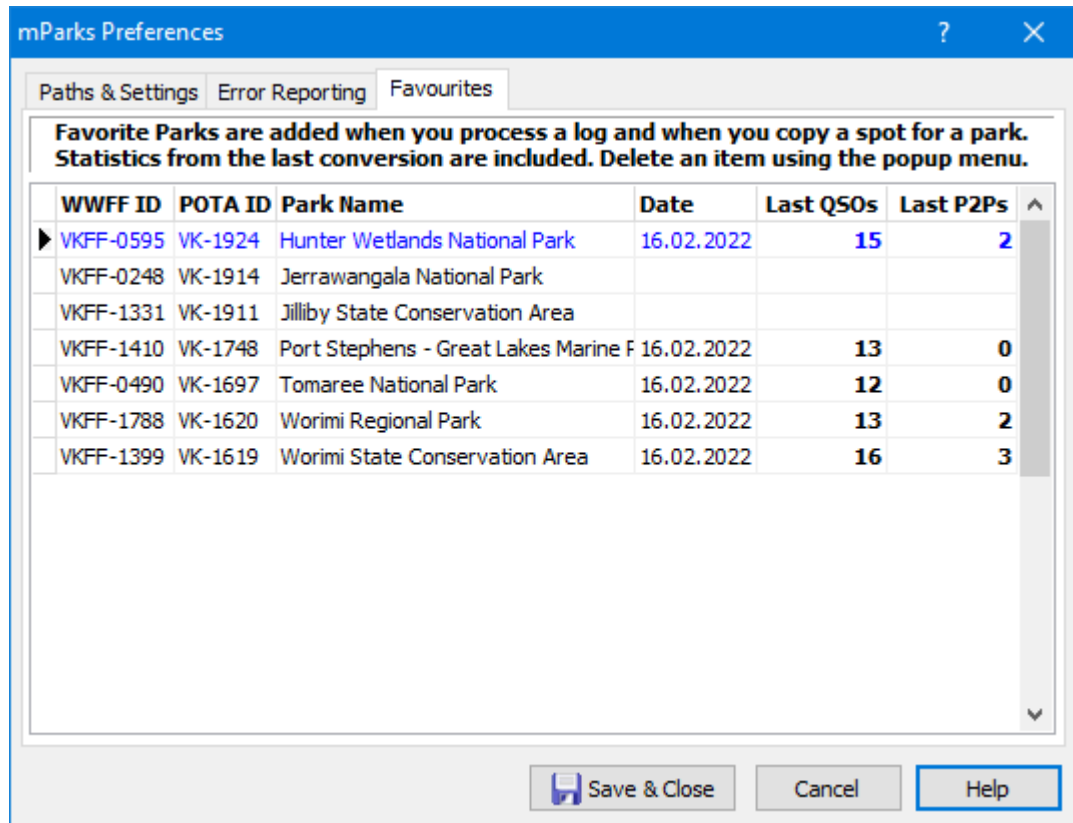 mParks Preferences ?
Paths & Settings Error Reporting Favourites
Favorite Parks are added when you process a log and when you copy a spot for a park.
Statistics from the last conversion are included. Delete an item using the popup menu.
WWFF ID POTA ID Park Name Date Last QSOs Last P2Ps
VKFF-0595 VK-1924 Hunter Wetlands National Park 16.02.2022 15 2
VKFF-0248 VK-1914 Jerrawangala National Park
VKFF-1331 VK-1911 Jilliby State Conservation Area
VKFF-1410 VK-1748 Port Stephens - Great Lakes Marine P 16.02.2022 13 0
VKFF-0490 VK-1697 Tomaree National Park 16.02.2022 12 0
VKFF-1788 VK-1620 Worimi Regional Park 16.02.2022 13 2
VKFF-1399 VK-1619 Worimi State Conservation Area 16.02.2022 16 3
Save & Close Cancel Help